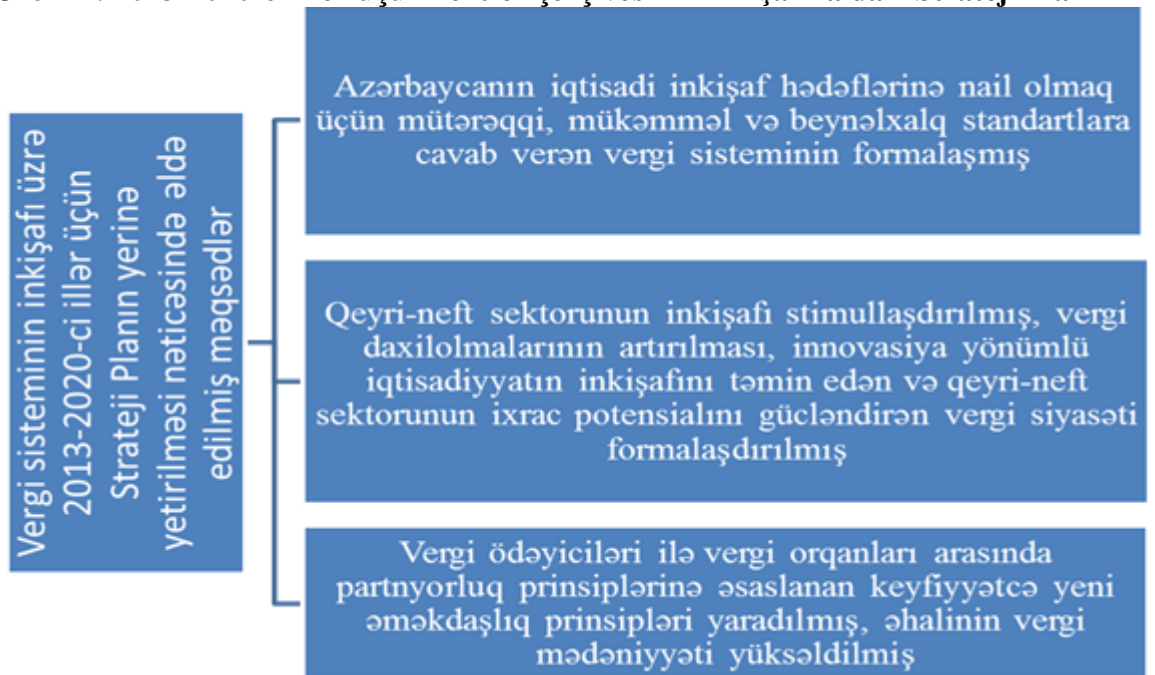 Vergi sisteminin inkişafı üzrə
2013-2020-ci illər üçün
Strateji Planın yerinə
yetirilməsi nəticəsində əldə
edilmiş məqsədlər
Azərbaycanın iqtisadi inkişaf hədəflərinə nail olmaq
üçün mütərəqqi, mükəmməl və beynəlxalq standartlara
cavab verən vergi sisteminin formalaşmış
Qeyri-neft sektorunun inkişafı stimullaşdırılmış, vergi
daxilolmalarının artırılması, innovasiya yönümlü
iqtisadiyyatın inkişafını təmin edən və qeyri-neft
sektorunun ixrac potensialını gücləndirən vergi siyasəti
formalaşdırılmış
Vergi ödəyiciləri ilə vergi orqanları arasında
partnyorluq prinsiplərinə əsaslanan keyfiyyətcə yeni
əməkdaşlıq prinsipləri yaradılmış, əhalinin vergi
mədəniyyəti yüksəldilmiş